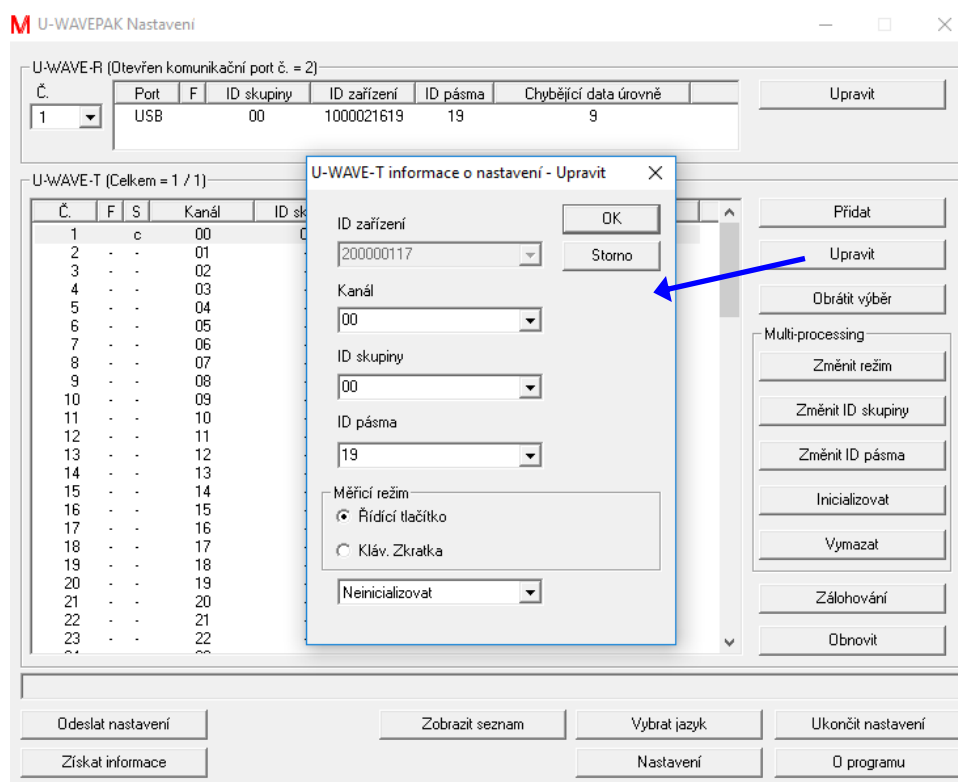 U-WAVEPAK Nastavení
U-WAVE-R (Otevřen komunikační port č. = 2)
Č.
1
Port F ID skupiny ID zařízení ID pásma Chybějící data úrovně
USB 00 1000021619 19 9
Upravit
U-WAVE-T (Celkem = 1 / 1)
Č. F S Kanál ID sk
1 c 00 0
2 - - 01
3 - - 02
4 - - 03
5 - - 04
6 - - 05
7 - - 06
8 - - 07
9 - - 08
10 - - 09
11 - - 10
12 - - 11
13 - - 12
14 - - 13
15 - - 14
16 - - 15
17 - - 16
18 - - 17
19 - - 18
20 - - 19
21 - - 20
22 - - 21
23 - - 22
U-WAVE-T informace o nastavení - Upravit
ID zařízení
200000117
OK
Storno
Kanál
00
ID skupiny
00
ID pásma
19
Měřicí režim
Řídící tlačítko
Kláv. Zkratka
Neinicializovat
Přidat
Upravit
Obrátit výběr
Multi-processing
Změnit režim
Změnit ID skupiny
Změnit ID pásma
Inicializovat
Vymazat
Zálohování
Obnovit
Odeslat nastavení
Zobrazit seznam
Vybrat jazyk
Ukončit nastavení
Získat informace
Nastavení
O programu